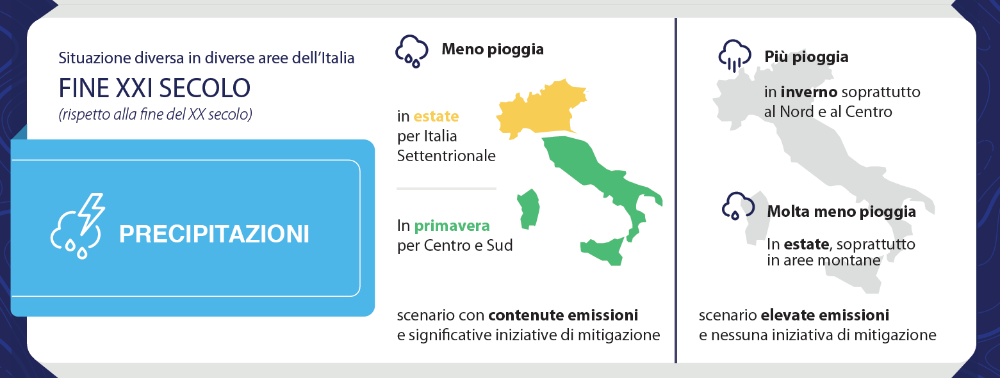 Situazione diversa in diverse aree dell'Italia
FINE XXI SECOLO
(rispetto alla fine del XX secolo)
PRECIPITAZIONI
Meno pioggia
in estate
per Italia
Settentrionale
In primavera
per Centro e Sud
scenario con contenute emissioni
e significative iniziative di mitigazione
Più pioggia
in inverno soprattutto
al Nord e al Centro
Molta meno pioggia
In estate, soprattutto
in aree montane
scenario elevate emissioni
e nessuna iniziativa di mitigazione